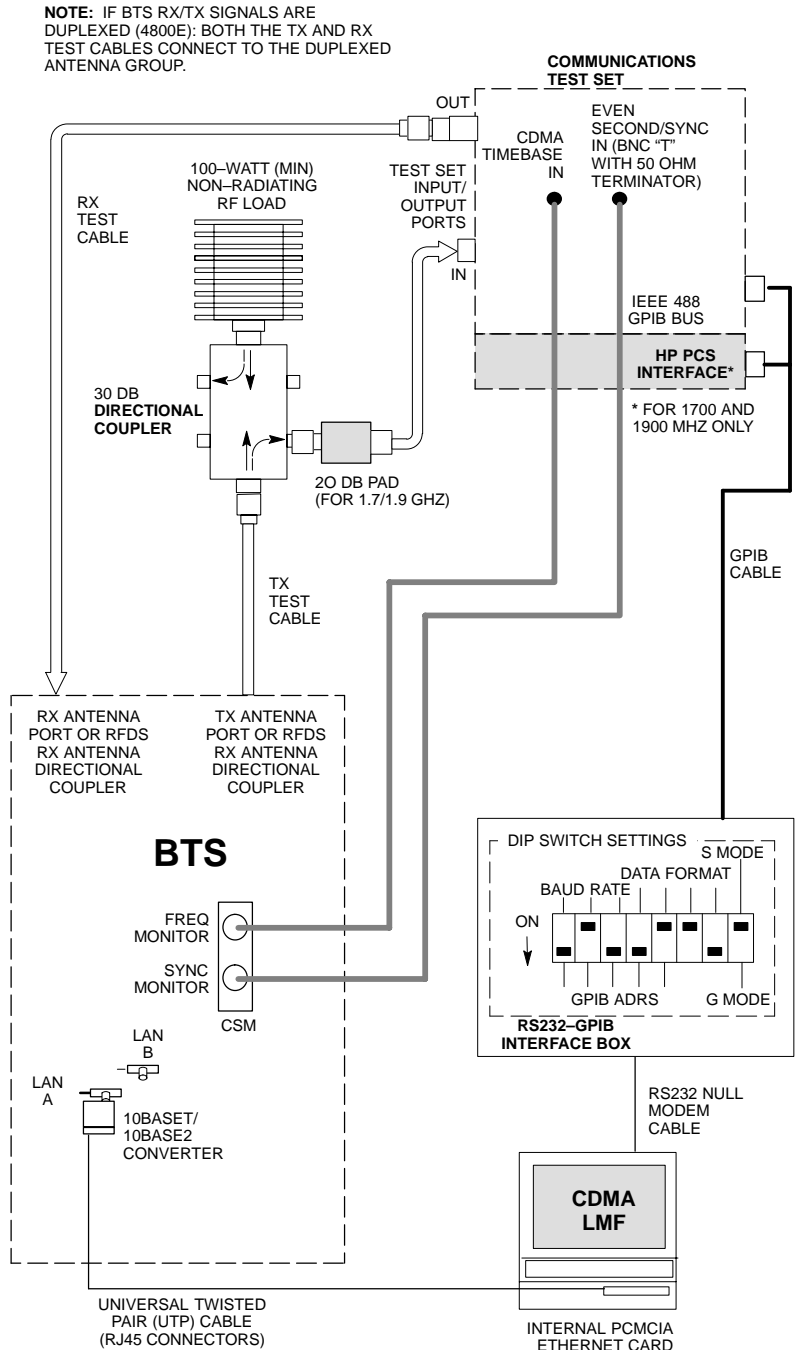 NOTE: IF BTS RX/TX SIGNALS ARE
DUPLEXED (4800E): BOTH THE TX AND RX
TEST CABLES CONNECT TO THE DUPLEXED
ANTENNA GROUP.
COMMUNICATIONS
TEST SET
OUT
CDMA
TIMEBASE
IN
EVEN
SECOND/SYNC
IN (BNC “T”
WITH 50 OHM
TERMINATOR)
100–WATT (MIN)
NON–RADIATING
RF LOAD
TEST SET
INPUT/
OUTPUT
PORTS
RX
TEST
CABLE
IN
IEEE 488
GPIB BUS
HP PCS
INTERFACE*
* FOR 1700 AND
1900 MHZ ONLY
30 DB
DIRECTIONAL
COUPLER
2O DB PAD
(FOR 1.7/1.9 GHZ)
GPIB
CABLE
TX
TEST
CABLE
RX ANTENNA
PORT OR RFDS
RX ANTENNA
DIRECTIONAL
COUPLER
TX ANTENNA
PORT OR RFDS
RX ANTENNA
DIRECTIONAL
COUPLER
BTS
DIP SWITCH SETTINGS
S MODE
DATA FORMAT
BAUD RATE
ON
GPIB ADRS
G MODE
RS232–GPIB
INTERFACE BOX
FREQ
MONITOR
SYNC
MONITOR
CSM
LAN
B
LAN
A
10BASET/
10BASE2
CONVERTER
RS232 NULL
MODEM
CABLE
CDMA
LMF
UNIVERSAL TWISTED
PAIR (UTP) CABLE
(RJ45 CONNECTORS)
INTERNAL PCMCIA
ETHERNET CARD